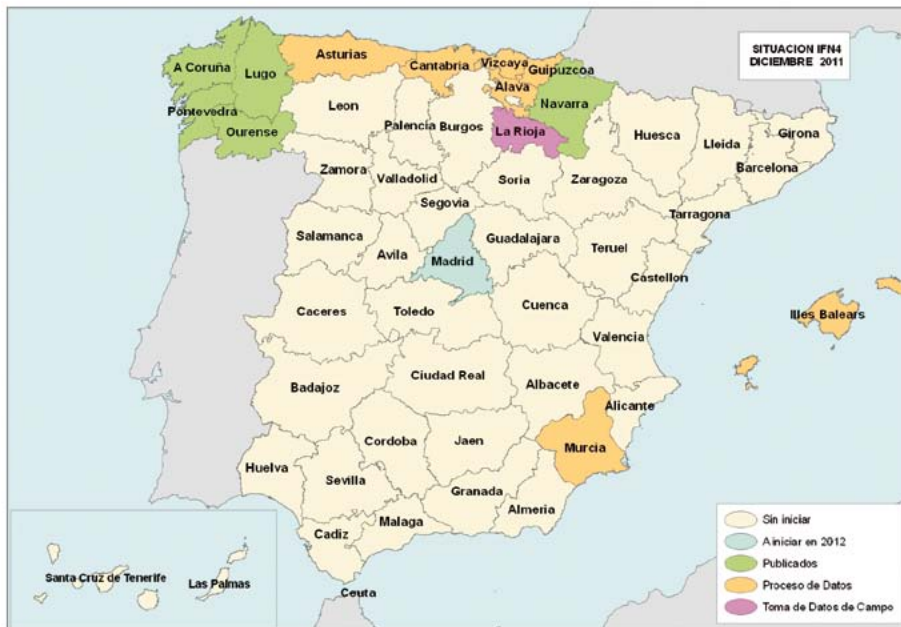 SITUACION IFN4
DICIEMBRE 2011
A Coruña
Lugo
Pontevedra
Ourense
Asturias
Cantabria
Vizcaya
Guipuzcoa
Alava
Navarra
La Rioja
Leon
Palencia
Burgos
Huesca
Lleida
Girona
Barcelona
Zamora
Valladolid
Soria
Zaragoza
Segovia
Tarragona
Salamanca
Avila
Madrid
Guadalajara
Teruel
Castellon
Caceres
Toledo
Cuenca
Valencia
Illes Balears
Badajoz
Ciudad Real
Albacete
Alicante
Murcia
Cordoba
Jaen
Huelva
Sevilla
Granada
Almeria
Malaga
Cadiz
Ceuta
Santa Cruz de Tenerife
Las Palmas
Sin iniciar
A iniciar en 2012
Publicados
Proceso de Datos
Toma de Datos de Campo